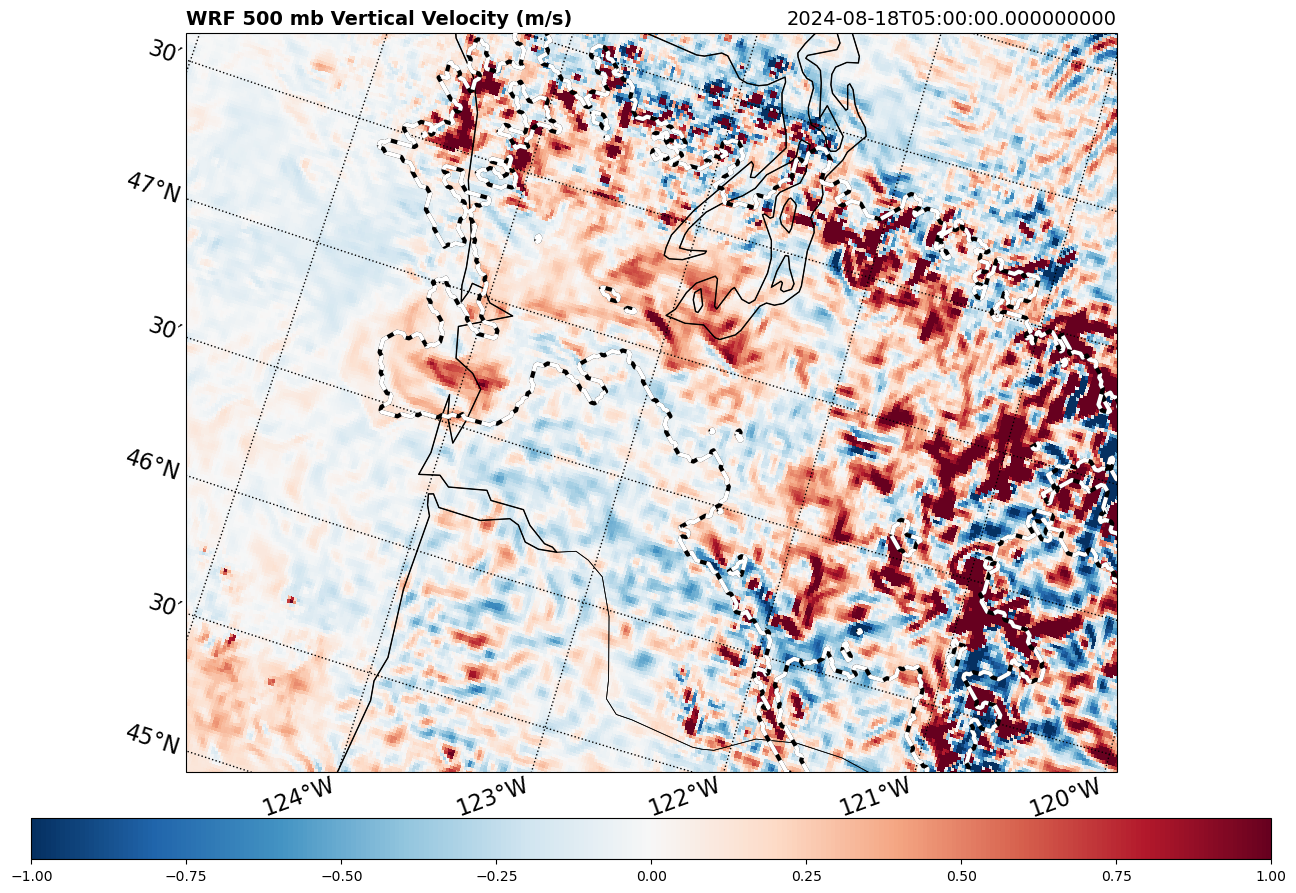 WRF 500 mb Vertical Velocity (m/s)
2024-08-18T05:00:00.000000000
30′
47°N
30′
46°N
30′
45°N
124°W
123°W
122°W
121°W
120°W
−1.00
−0.75
−0.50
−0.25
0.00
0.25
0.50
0.75
1.00